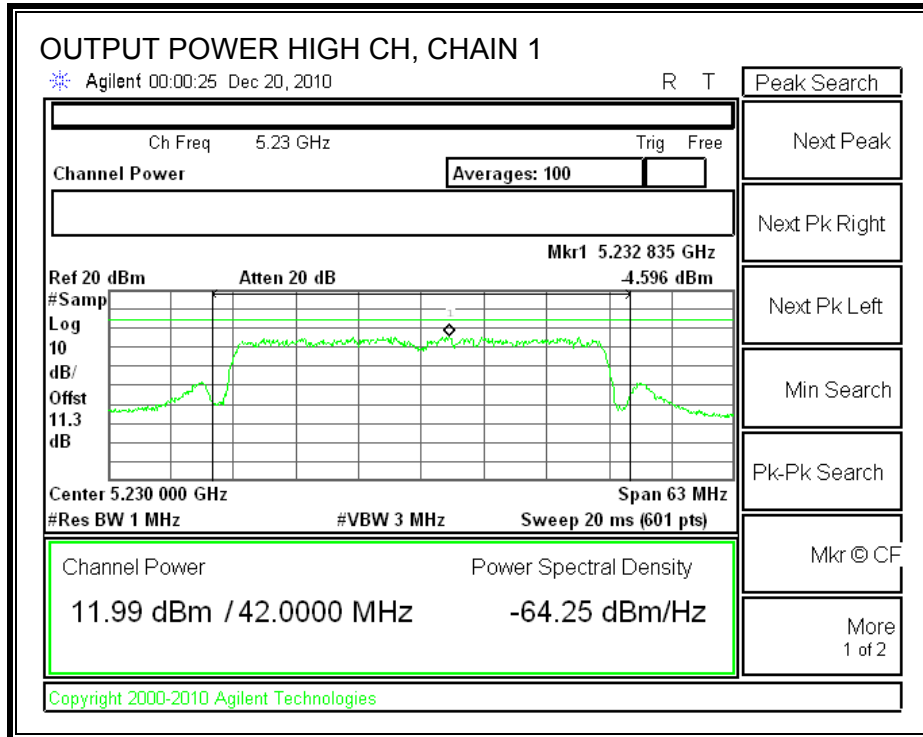 OUTPUT POWER HIGH CH, CHAIN 1
Agilent 00:00:25 Dec 20, 2010 R T
Peak Search
Ch Freq 5.23 GHz Trig Free
Channel Power Averages: 100
Mkr1 5.232 835 GHz
Ref 20 dBm Atten 20 dB -4.596 dBm
#Samp
Log
10
dB/
Offst
11.3
dB
1
Center 5.230 000 GHz Span 63 MHz
#Res BW 1 MHz #VBW 3 MHz Sweep 20 ms (601 pts)
Channel Power Power Spectral Density
11.99 dBm / 42.0000 MHz -64.25 dBm/Hz
Copyright 2000-2010 Agilent Technologies
Next Peak
Next Pk Right
Next Pk Left
Min Search
Pk-Pk Search
Mkr © CF
More
1 of 2